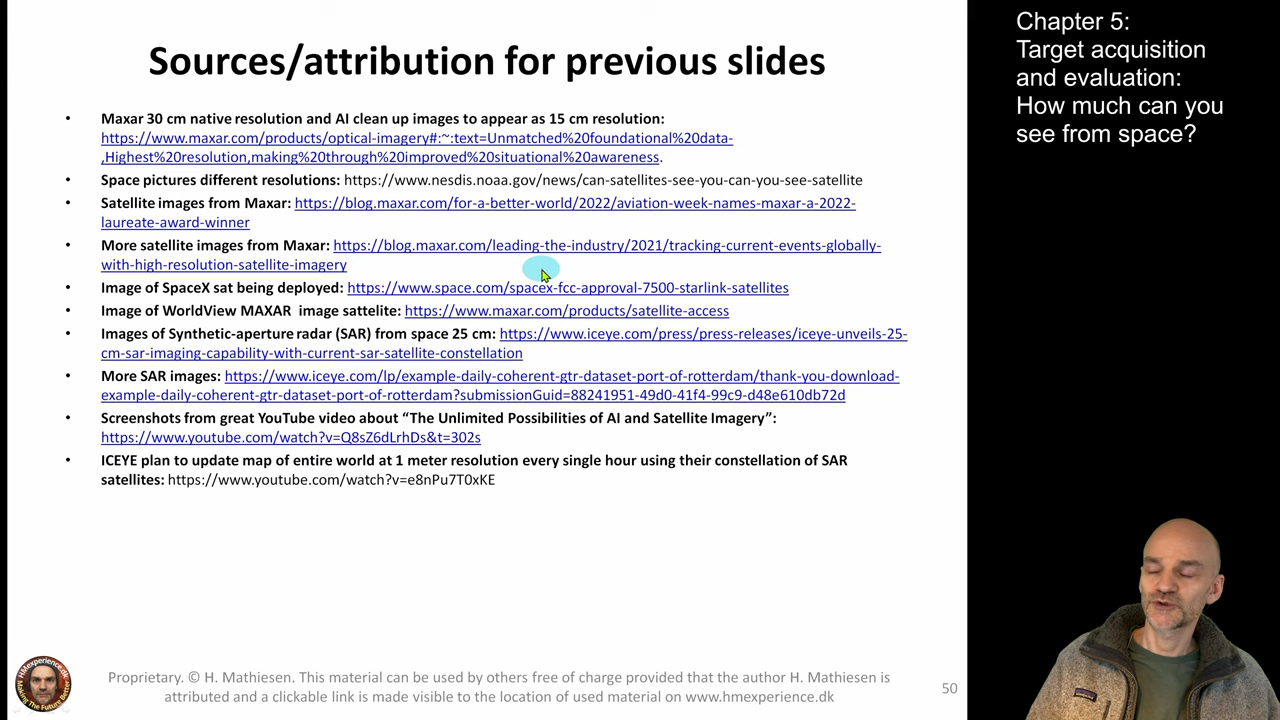 Sources/attribution for previous slides
Chapter 5:
Target acquisition
and evaluation:
How much can you
see from space?
• Maxar 30 cm native resolution and AI clean up images to appear as 15 cm resolution:
https://www.maxar.com/products/optical-imagery#:~:text=Unmatched%20foundational%20data-
,Highest%20resolution,making%20through%20improved%20situational%20awareness.
• Space pictures different resolutions: https://www.nesdis.noaa.gov/news/can-satellites-see-you-can-you-see-satellite
• Satellite images from Maxar: https://blog.maxar.com/for-a-better-world/2022/aviation-week-names-maxar-a-2022-
laureate-award-winner
• More satellite images from Maxar: https://blog.maxar.com/leading-the-industry/2021/tracking-current-events-globally-
with-high-resolution-satellite-imagery
• Image of SpaceX sat being deployed: https://www.space.com/spacex-fcc-approval-7500-starlink-satellites
• Image of WorldView MAXAR image sattelite: https://www.maxar.com/products/satellite-access
• Images of Synthetic-aperture radar (SAR) from space 25 cm: https://www.iceye.com/press/press-releases/iceye-unveils-25-
cm-sar-imaging-capability-with-current-sar-satellite-constellation
• More SAR images: https://www.iceye.com/lp/example-daily-coherent-gtr-dataset-port-of-rotterdam/thank-you-download-
example-daily-coherent-gtr-dataset-port-of-rotterdam?submissionGuid=88241951-49d0-41f4-99c9-d48e610db72d
• Screenshots from great YouTube video about “The Unlimited Possibilities of AI and Satellite Imagery”:
https://www.youtube.com/watch?v=Q8sZ6dLrhDs&t=302s
• ICEYE plan to update map of entire world at 1 meter resolution every single hour using their constellation of SAR
satellites: https://www.youtube.com/watch?v=e8nPu7T0xKE
HMexperience.dk
Making The Future Better
Proprietary. © H. Mathiesen. This material can be used by others free of charge provided that the author H. Mathiesen is
attributed and a clickable link is made visible to the location of used material on www.hmexperience.dk
50
patagonia